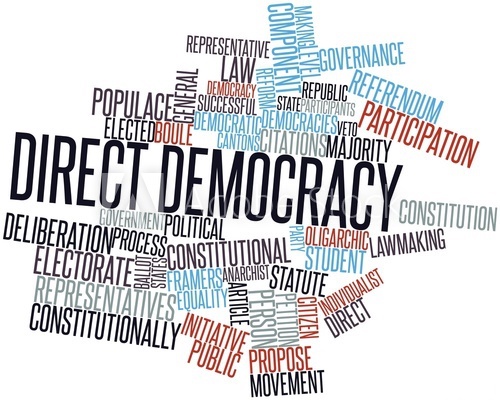 COMPONENT
MAKING
LEVEL
GOVERNANCE
REPRESENTATIVE
LAW
GENERAL
REFORM
REPUBLIC
REFERENDUM
POPULACE
DEMOCRACY
SUCCESSFUL
STATE
PARTICIPANTS
PARTICIPATION
ELECTED
BOULE
DEMOCRATIC
DEMOCRACIES
VETO
CANTONS
CITATIONS
MAJORITY
DIRECT DEMOCRACY
Adobe Stock
CONSTITUTION
GOVERNMENT
POLITICAL
DELIBERATION
PROCESS
PARTY
OLIGARCHIC
LAWMAKING
ELECTORATE
BALLOT
STATES
CONSTITUTIONAL
STUDENT
REPRESENTATIVES
FRAMERS
ANARCHIST
STATUTE
INDIVIDUALIST
EQUALITY
ARTICLE
PERSON
PETITION
CITIZEN
DIRECT
CONSTITUTIONALLY
INITIATIVE
PUBLIC
PROPOSE
MOVEMENT